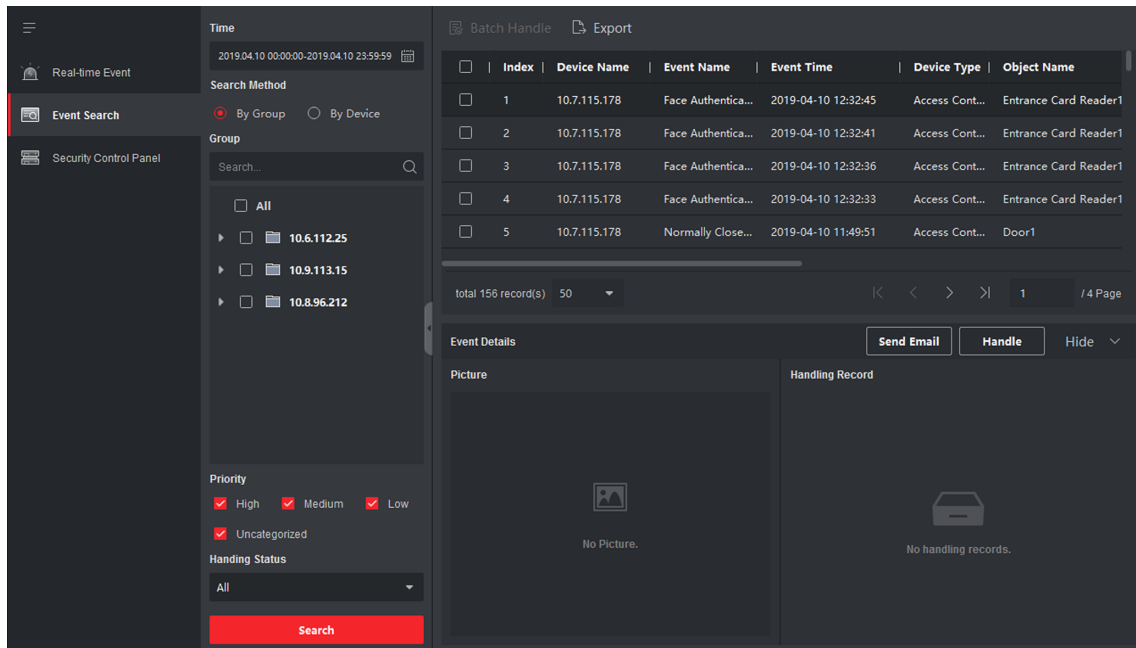 Real-time Event
Event Search
Security Control Panel
Time
2019.04.10 00:00:00-2019.04.10 23:59:59
Search Method
By Group By Device
Group
Search...
All
10.6.112.25
10.9.113.15
10.8.96.212
Priority
High Medium Low
Uncategorized
Handing Status
All
Search
Batch Handle Export
Index | Device Name | Event Name | Event Time | Device Type | Object Name
1 10.7.115.178 Face Authentica... 2019-04-10 12:32:45 Access Cont... Entrance Card Reader1
2 10.7.115.178 Face Authentica... 2019-04-10 12:32:41 Access Cont... Entrance Card Reader1
3 10.7.115.178 Face Authentica... 2019-04-10 12:32:36 Access Cont... Entrance Card Reader1
4 10.7.115.178 Face Authentica... 2019-04-10 12:32:33 Access Cont... Entrance Card Reader1
5 10.7.115.178 Normally Close... 2019-04-10 11:49:51 Access Cont... Door1
total 156 record(s) 50 1 / 4 Page
Event Details Send Email Handle Hide
Picture
No Picture.
Handling Record
No handling records.